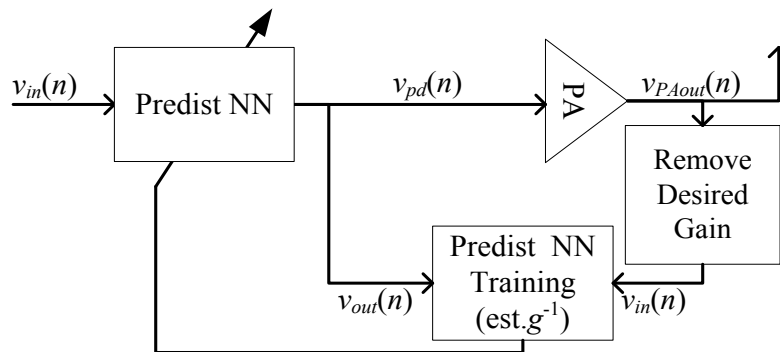 v_in(n)
Predist NN
v_pd(n)
PA
v_PAout(n)
Remove
Desired
Gain
Predist NN
Training
(est.g⁻¹)
v_out(n)
v_in(n)